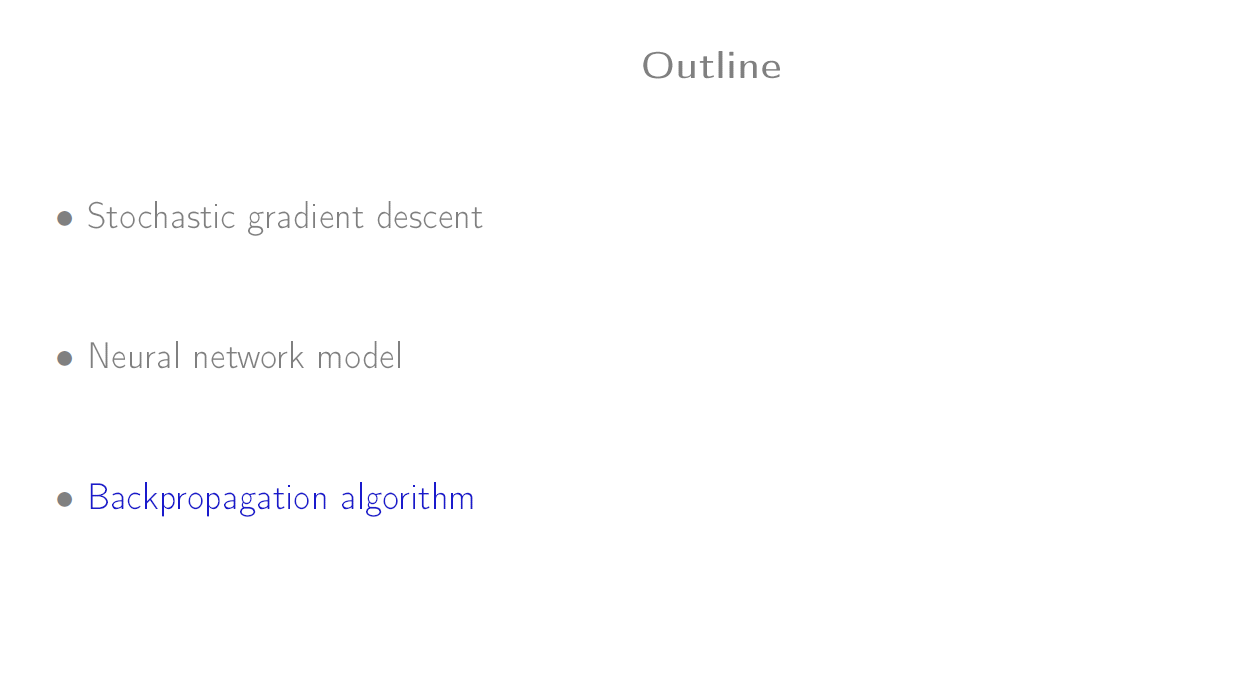 Outline
• Stochastic gradient descent
• Neural network model
• Backpropagation algorithm